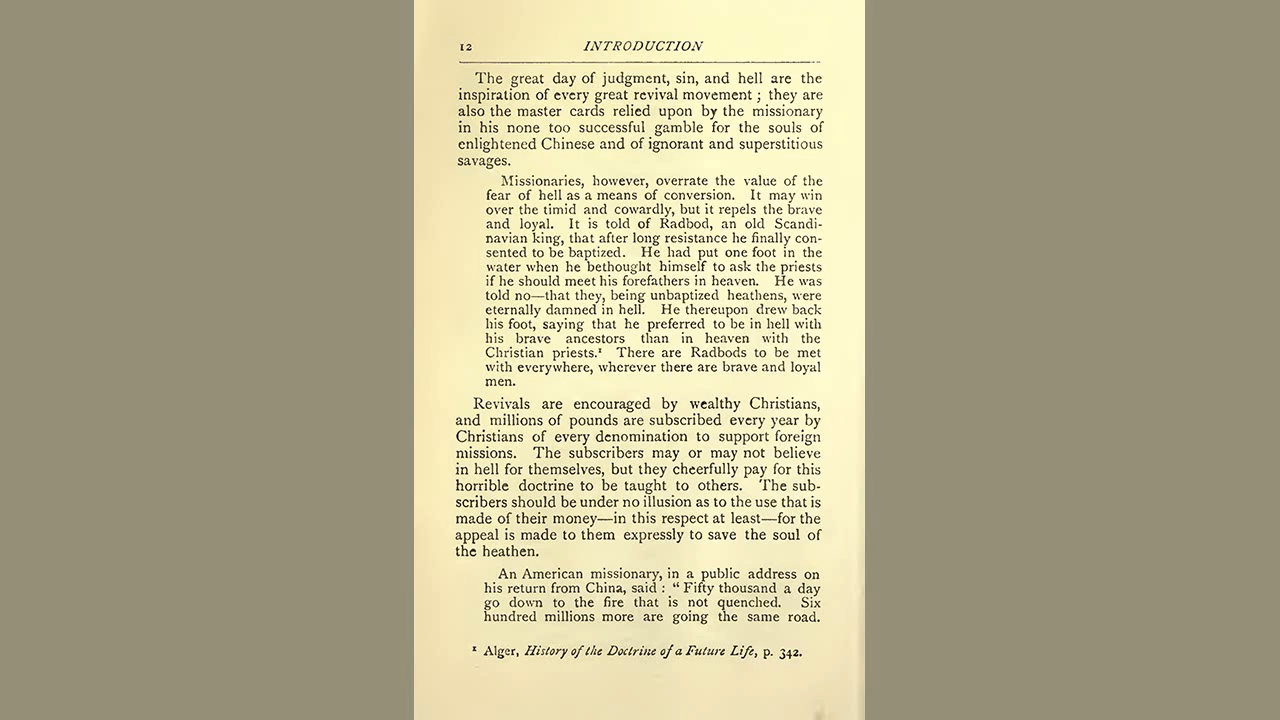 12 INTRODUCTION
The great day of judgment, sin, and hell are the
inspiration of every great revival movement ; they are
also the master cards relied upon by the missionary
in his none too successful gamble for the souls of
enlightened Chinese and of ignorant and superstitious
savages.
Missionaries, however, overrate the value of the
fear of hell as a means of conversion. It may win
over the timid and cowardly, but it repels the brave
and loyal. It is told of Radbod, an old Scandi-
navian king, that after long resistance he finally con-
sented to be baptized. He had put one foot in the
water when he bethought himself to ask the priests
if he should meet his forefathers in heaven. He was
told no—that they, being unbaptized heathens, were
eternally damned in hell. He thereupon drew back
his foot, saying that he preferred to be in hell with
his brave ancestors than in heaven with the
Christian priests.¹ There are Radbods to be met
with everywhere, wherever there are brave and loyal
men.
Revivals are encouraged by wealthy Christians,
and millions of pounds are subscribed every year by
Christians of every denomination to support foreign
missions. The subscribers may or may not believe
in hell for themselves, but they cheerfully pay for this
horrible doctrine to be taught to others. The sub-
scribers should be under no illusion as to the use that is
made of their money—in this respect at least—for the
appeal is made to them expressly to save the soul of
the heathen.
An American missionary, in a public address on
his return from China, said : “ Fifty thousand a day
go down to the fire that is not quenched. Six
hundred millions more are going the same road.
¹ Alger, History of the Doctrine of a Future Life, p. 342.